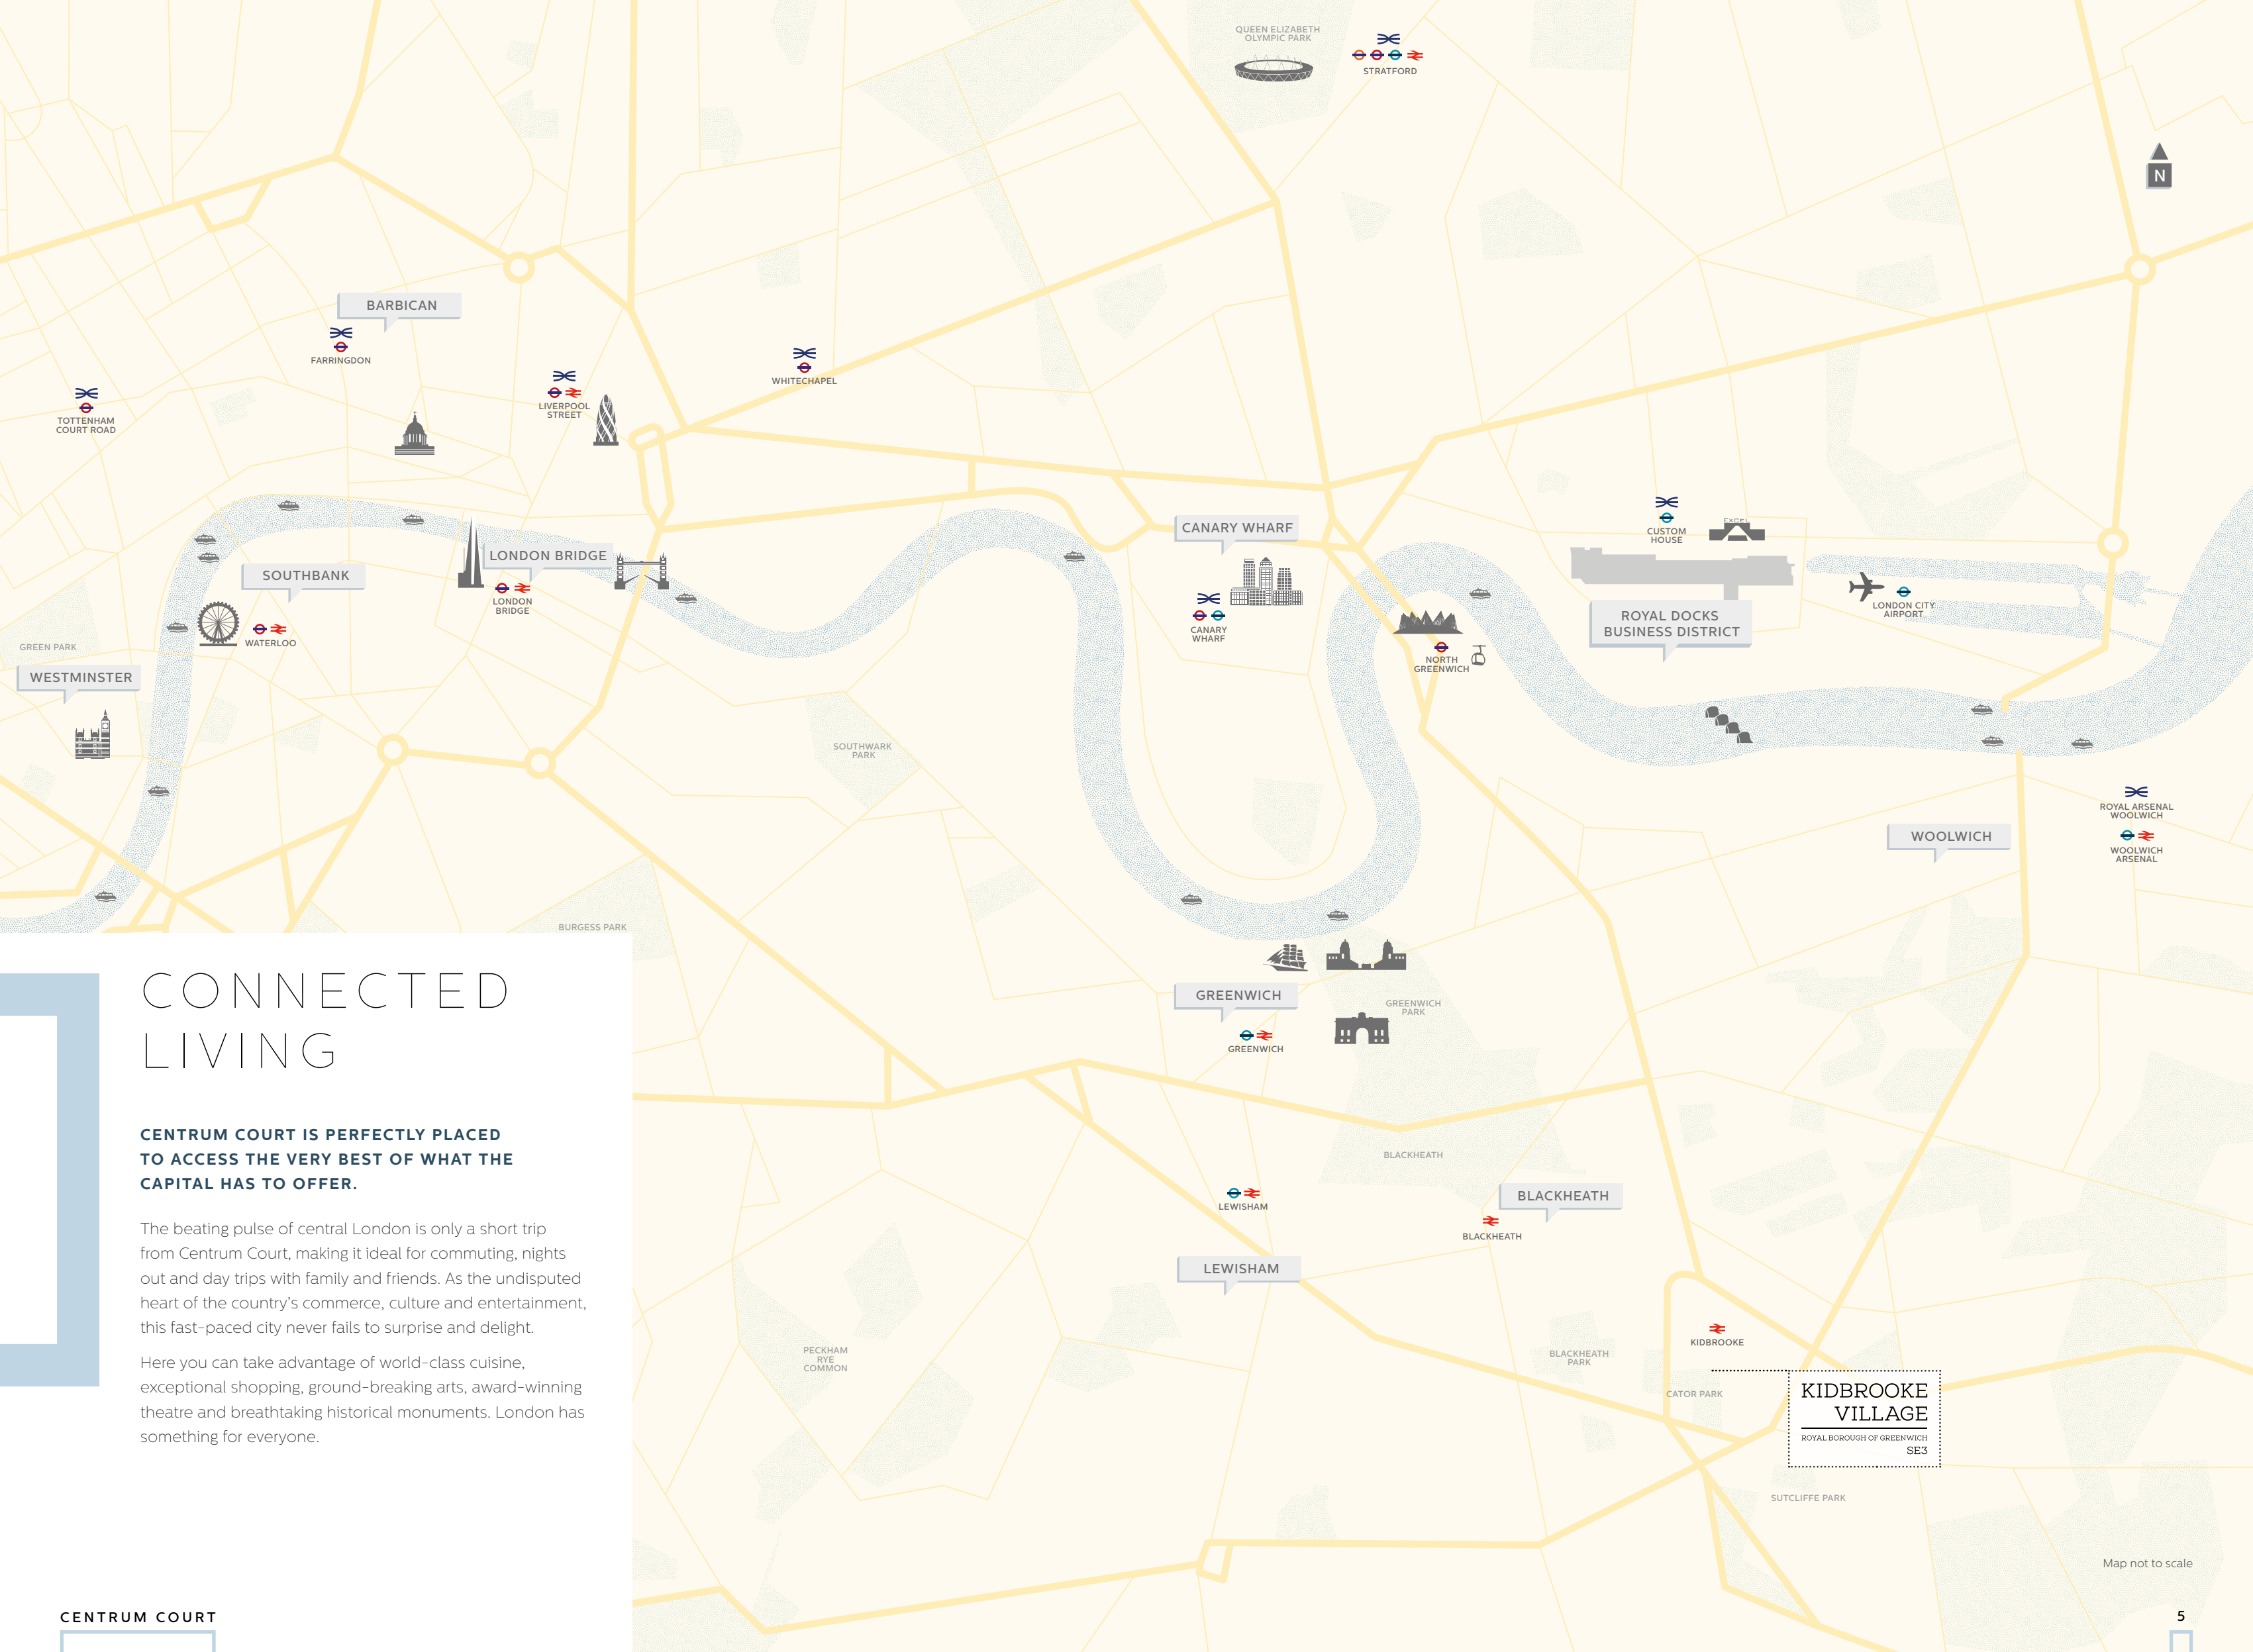 QUEEN ELIZABETH
OLYMPIC PARK
STRATFORD
N
BARBICAN
FARRINGDON
TOTTENHAM
COURT ROAD
LIVERPOOL
STREET
WHITECHAPEL
SOUTHBANK
LONDON BRIDGE
LONDON
BRIDGE
WATERLOO
GREEN PARK
WESTMINSTER
CANARY WHARF
CANARY
WHARF
NORTH
GREENWICH
CUSTOM
HOUSE
EXCEL
ROYAL DOCKS
BUSINESS DISTRICT
LONDON CITY
AIRPORT
SOUTHWARK
PARK
WOOLWICH
ROYAL ARSENAL
WOOLWICH
WOOLWICH
ARSENAL
BURGESS PARK
GREENWICH
GREENWICH
PARK
GREENWICH
BLACKHEATH
LEWISHAM
BLACKHEATH
BLACKHEATH
LEWISHAM
PECKHAM
RYE
COMMON
BLACKHEATH
PARK
KIDBROOKE
CATOR PARK
KIDBROOKE
VILLAGE
ROYAL BOROUGH OF GREENWICH
SE3
SUTCLIFFE PARK
Map not to scale
CONNECTED
LIVING
CENTRUM COURT IS PERFECTLY PLACED
TO ACCESS THE VERY BEST OF WHAT THE
CAPITAL HAS TO OFFER.
The beating pulse of central London is only a short trip
from Centrum Court, making it ideal for commuting, nights
out and day trips with family and friends. As the undisputed
heart of the country's commerce, culture and entertainment,
this fast-paced city never fails to surprise and delight.
Here you can take advantage of world-class cuisine,
exceptional shopping, ground-breaking arts, award-winning
theatre and breathtaking historical monuments. London has
something for everyone.
CENTRUM COURT
5